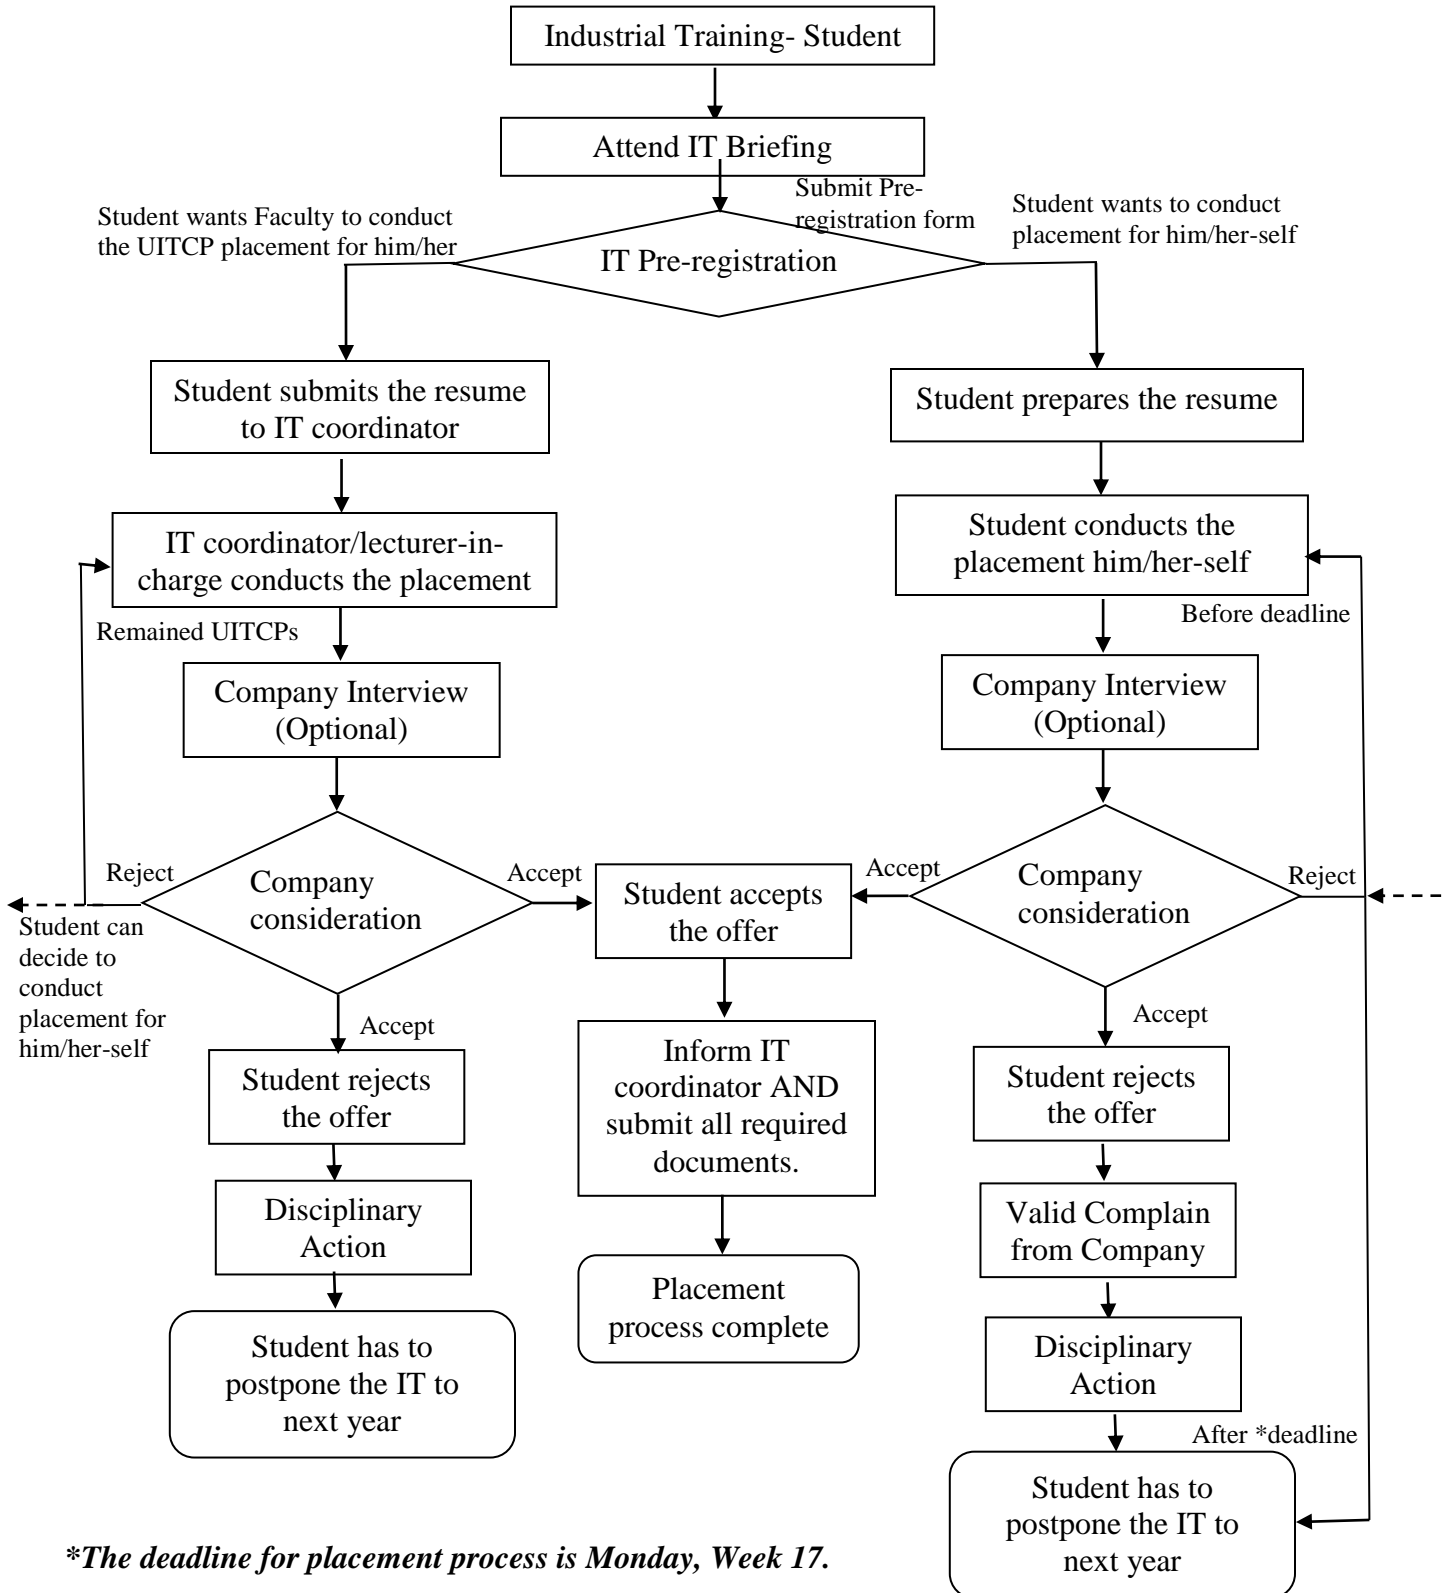 Industrial Training- Student
Attend IT Briefing
Submit Pre-
registration form
Student wants Faculty to conduct
the UITCP placement for him/her
Student wants to conduct
placement for him/her-self
IT Pre-registration
Student submits the resume
to IT coordinator
Student prepares the resume
IT coordinator/lecturer-in-
charge conducts the placement
Student conducts the
placement him/her-self
Remained UITCPs
Before deadline
Company Interview
(Optional)
Company Interview
(Optional)
Reject
Company
consideration
Accept
Student accepts
the offer
Accept
Company
consideration
Reject
Student can
decide to
conduct
placement for
him/her-self
Accept
Accept
Student rejects
the offer
Inform IT
coordinator AND
submit all required
documents.
Student rejects
the offer
Disciplinary
Action
Valid Complain
from Company
Placement
process complete
Student has to
postpone the IT to
next year
Disciplinary
Action
After *deadline
Student has to
postpone the IT to
next year
*The deadline for placement process is Monday, Week 17.